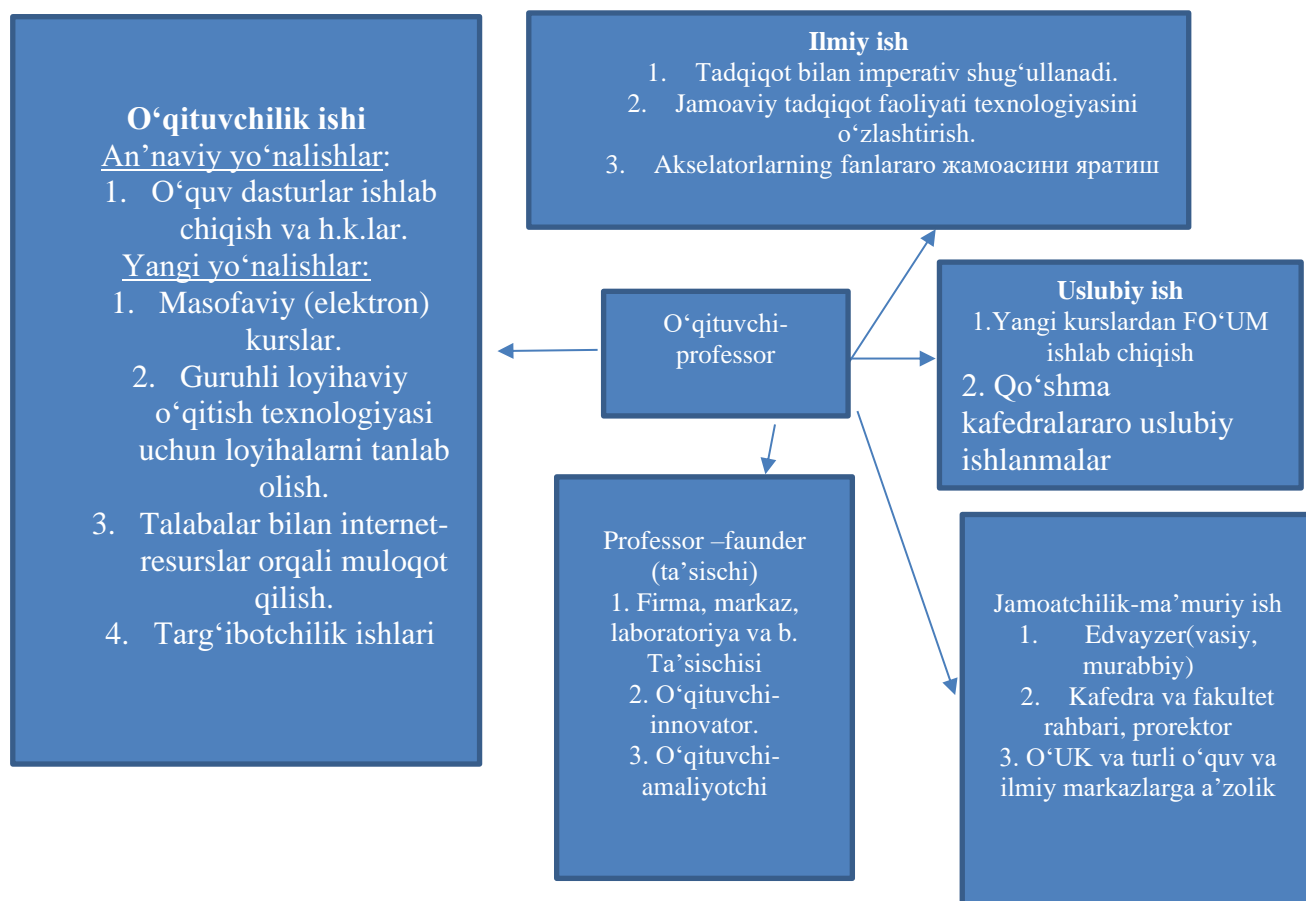 O‘qituvchilik ishi
An’naviy yo‘nalishlar:
1. O‘quv dasturlar ishlab
chiqish va h.k.lar.
Yangi yo‘nalishlar:
1. Masofaviy (elektron)
kurslar.
2. Guruhli loyihaviy
o‘qitish texnologiyasi
uchun loyihalarni tanlab
olish.
3. Talabalar bilan internet-
resurslar orqali muloqot
qilish.
4. Targ‘ibotchilik ishlari
Ilmiy ish
1. Tadqiqot bilan imperativ shug‘ullanadi.
2. Jamoaviy tadqiqot faoliyati texnologiyasini
o‘zlashtirish.
3. Akselatorlarning fanlararo жамоасини яратиш
O‘qituvchi-
professor
Uslubiy ish
1.Yangi kurslardan FO‘UM
ishlab chiqish
2. Qo‘shma
kafedralararo uslubiy
ishlanmalar
Professor –faunder
(ta’sischi)
1. Firma, markaz,
laboratoriya va b.
Ta’sischisi
2. O‘qituvchi-
innovator.
3. O‘qituvchi-
amaliyotchi
Jamoatchilik-ma’muriy ish
1. Edvayzer(vasiy,
murabbiy)
2. Kafedra va fakultet
rahbari, prorektor
3. O‘UK va turli o‘quv va
ilmiy markazlarga a’zolik